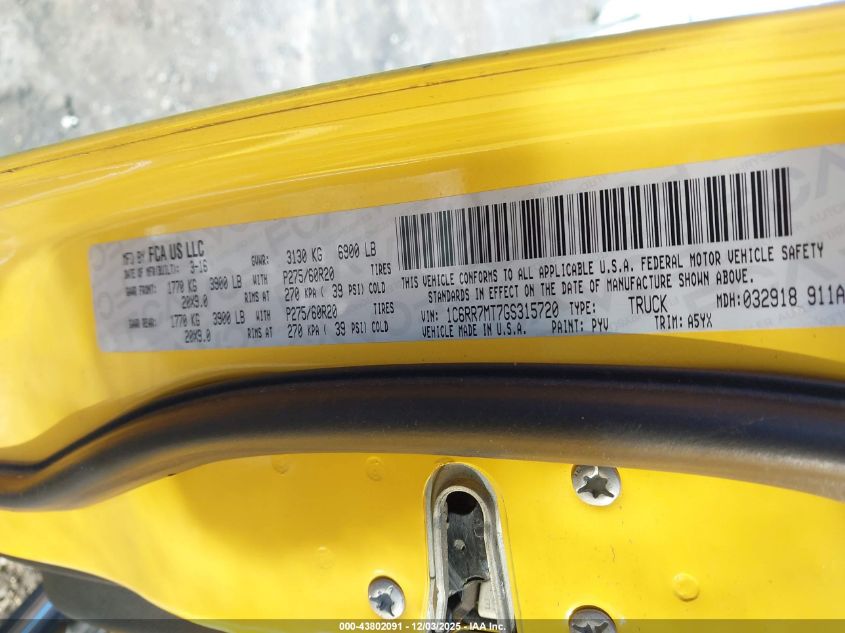 MFD BY FCA US LLC
DATE OF MFR(BUILT): 3-16 GVWR: 3130 KG 6900 LB
GAWR FRONT: 1770 KG 3900 LB WITH P275/60R20 TIRES
20X9.0 RIMS AT 270 KPA ( 39 PSI) COLD
GAWR REAR: 1770 KG 3900 LB WITH P275/60R20 TIRES
20X9.0 RIMS AT 270 KPA ( 39 PSI) COLD
THIS VEHICLE CONFORMS TO ALL APPLICABLE U.S.A. FEDERAL MOTOR VEHICLE SAFETY
STANDARDS IN EFFECT ON THE DATE OF MANUFACTURE SHOWN ABOVE.
VIN: 1C6RR7MT7GS315720 TYPE: TRUCK MDH: 032918 911A
VEHICLE MADE IN U.S.A. PAINT: PYV TRIM: A5YX
000-43802091 - 12/03/2025 - IAA Inc.